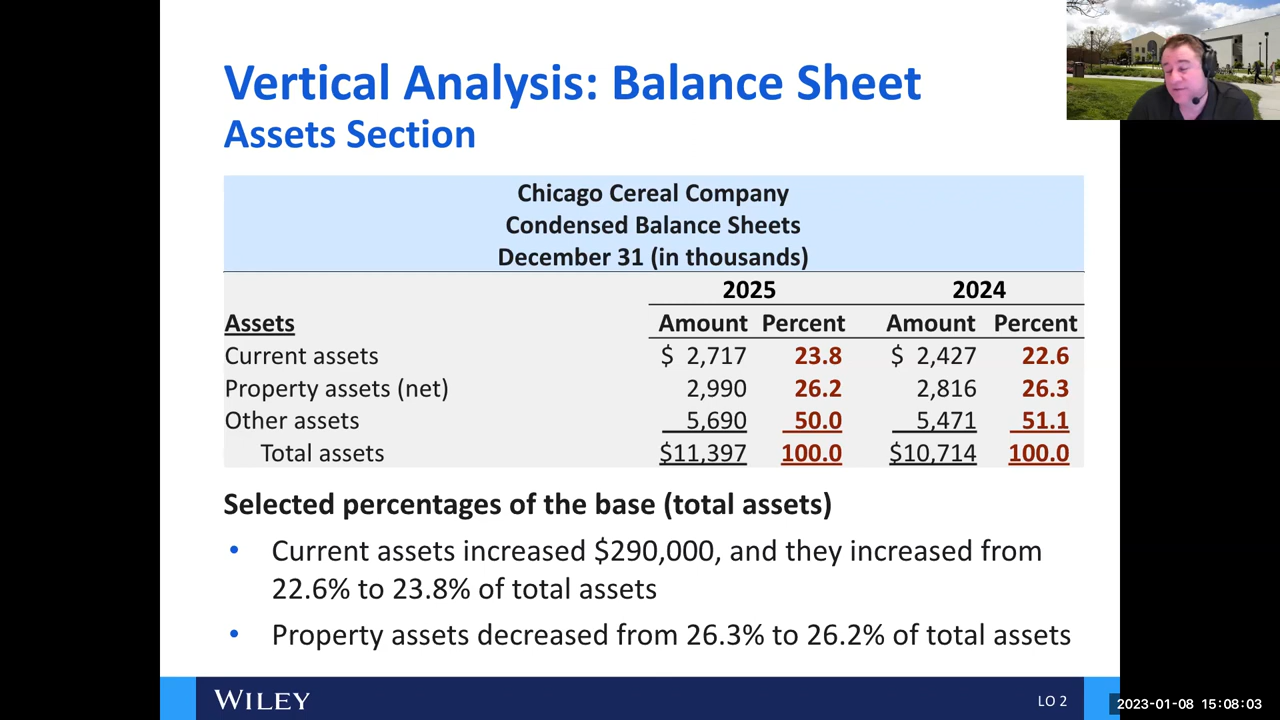 Vertical Analysis: Balance Sheet
Assets Section
Chicago Cereal Company
Condensed Balance Sheets
December 31 (in thousands)
2025 2024
Assets Amount Percent Amount Percent
Current assets $ 2,717 23.8 $ 2,427 22.6
Property assets (net) 2,990 26.2 2,816 26.3
Other assets 5,690 50.0 5,471 51.1
Total assets $11,397 100.0 $10,714 100.0
Selected percentages of the base (total assets)
• Current assets increased $290,000, and they increased from
22.6% to 23.8% of total assets
• Property assets decreased from 26.3% to 26.2% of total assets
WILEY LO 2
2023-01-08 15:08:03